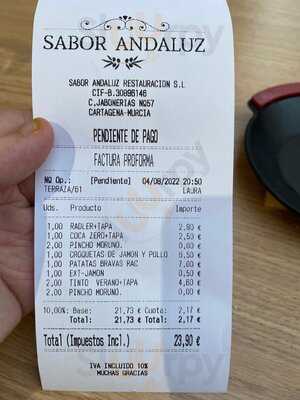 SABOR ANDALUZ
SABOR ANDALUZ RESTAURACION S.L
CIF-B.30896146
C.JABONERIAS Nº57
CARTAGENA-MURCIA
PENDIENTE DE PAGO
FACTURA PROFORMA
Nº Op.: [Pendiente] 04/08/2022 20:50
TERRAZA/61 LAURA
Uds. Producto Importe
1,00 RADLER+TAPA 2,80 €
1,00 COCA ZERO+TAPA 2,50 €
2,00 PINCHO MORUNO. 0,00 €
1,00 CROQUETAS DE JAMON Y POLLO 6,50 €
1,00 PATATAS BRAVAS RAC 7,00 €
1,00 EXT-JAMON 0,50 €
2,00 TINTO VERANO+TAPA 4,60 €
2,00 PINCHO MORUNO. 0,00 €
10,00%: Base: 21,73 € Cuota: 2,17 €
Total: 21,73 € Total: 2,17 €
Total (Impuestos Incl.) 23,90 €
IVA INCLUIDO 10%
MUCHAS GRACIAS